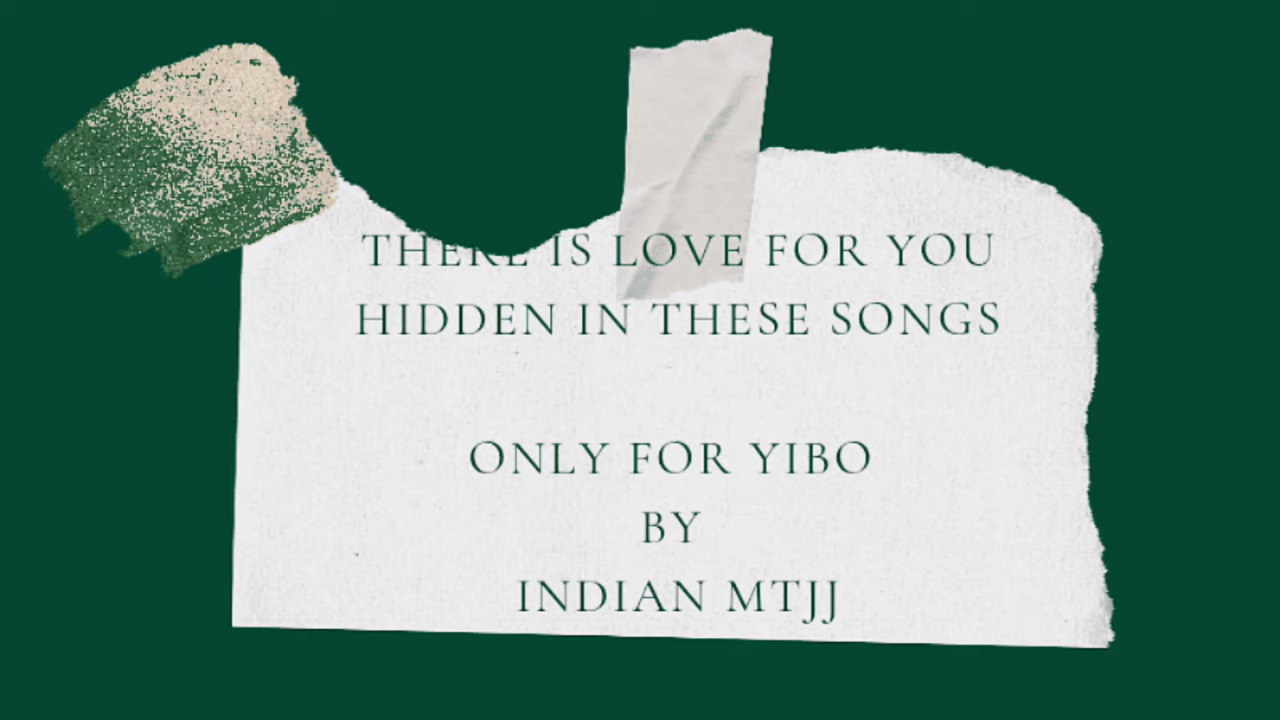 THERE IS LOVE FOR YOU
HIDDEN IN THESE SONGS
ONLY FOR YIBO
BY
INDIAN MTJJ